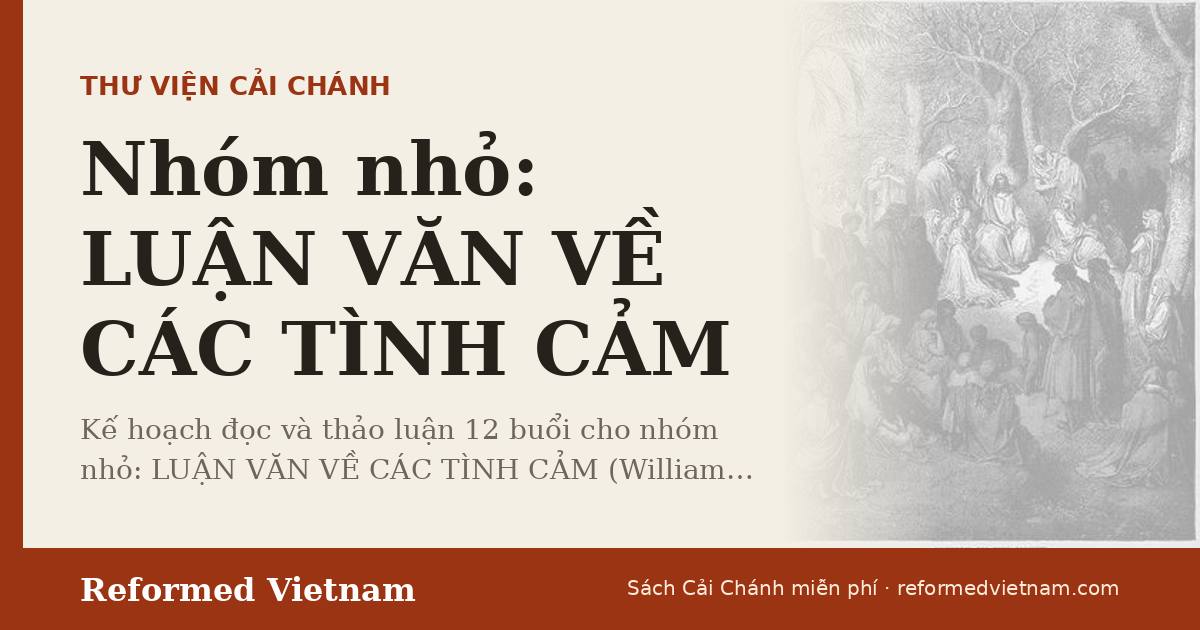 THƯ VIỆN CẢI CHÁNH
Nhóm nhỏ:
LUẬN VĂN VỀ
CÁC TÌNH CẢM
Kế hoạch đọc và thảo luận 12 buổi cho nhóm
nhỏ: LUẬN VĂN VỀ CÁC TÌNH CẢM (William…
Reformed Vietnam
Sách Cải Chánh miễn phí · reformedvietnam.com